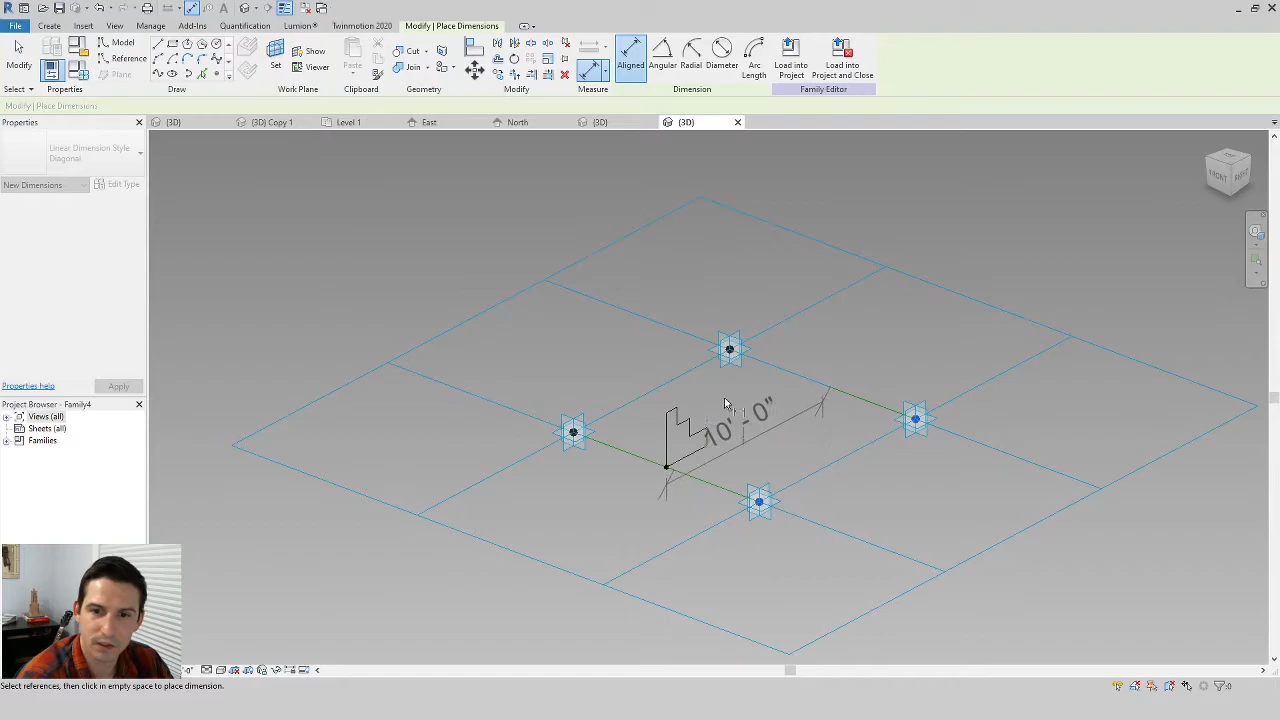 File Create Insert View Manage Add-Ins Quantification Lumion® Twinmotion 2020 Modify | Place Dimensions
Modify Model Reference Plane Set Show Viewer Paste Cut Join Aligned Angular Radial Diameter Arc Length Load into Project Load into Project and Close
Select Properties Draw Work Plane Clipboard Geometry Modify Measure Dimension Family Editor
Modify | Place Dimensions
Properties {3D} {3D} Copy 1 Level 1 East North {3D} {3D}
Linear Dimension Style
Diagonal
New Dimensions Edit Type
FRONT RIGHT
Properties help Apply
Project Browser - Family4
Views (all)
Sheets (all)
Families
10' - 0"
Select references, then click in empty space to place dimension.
:0